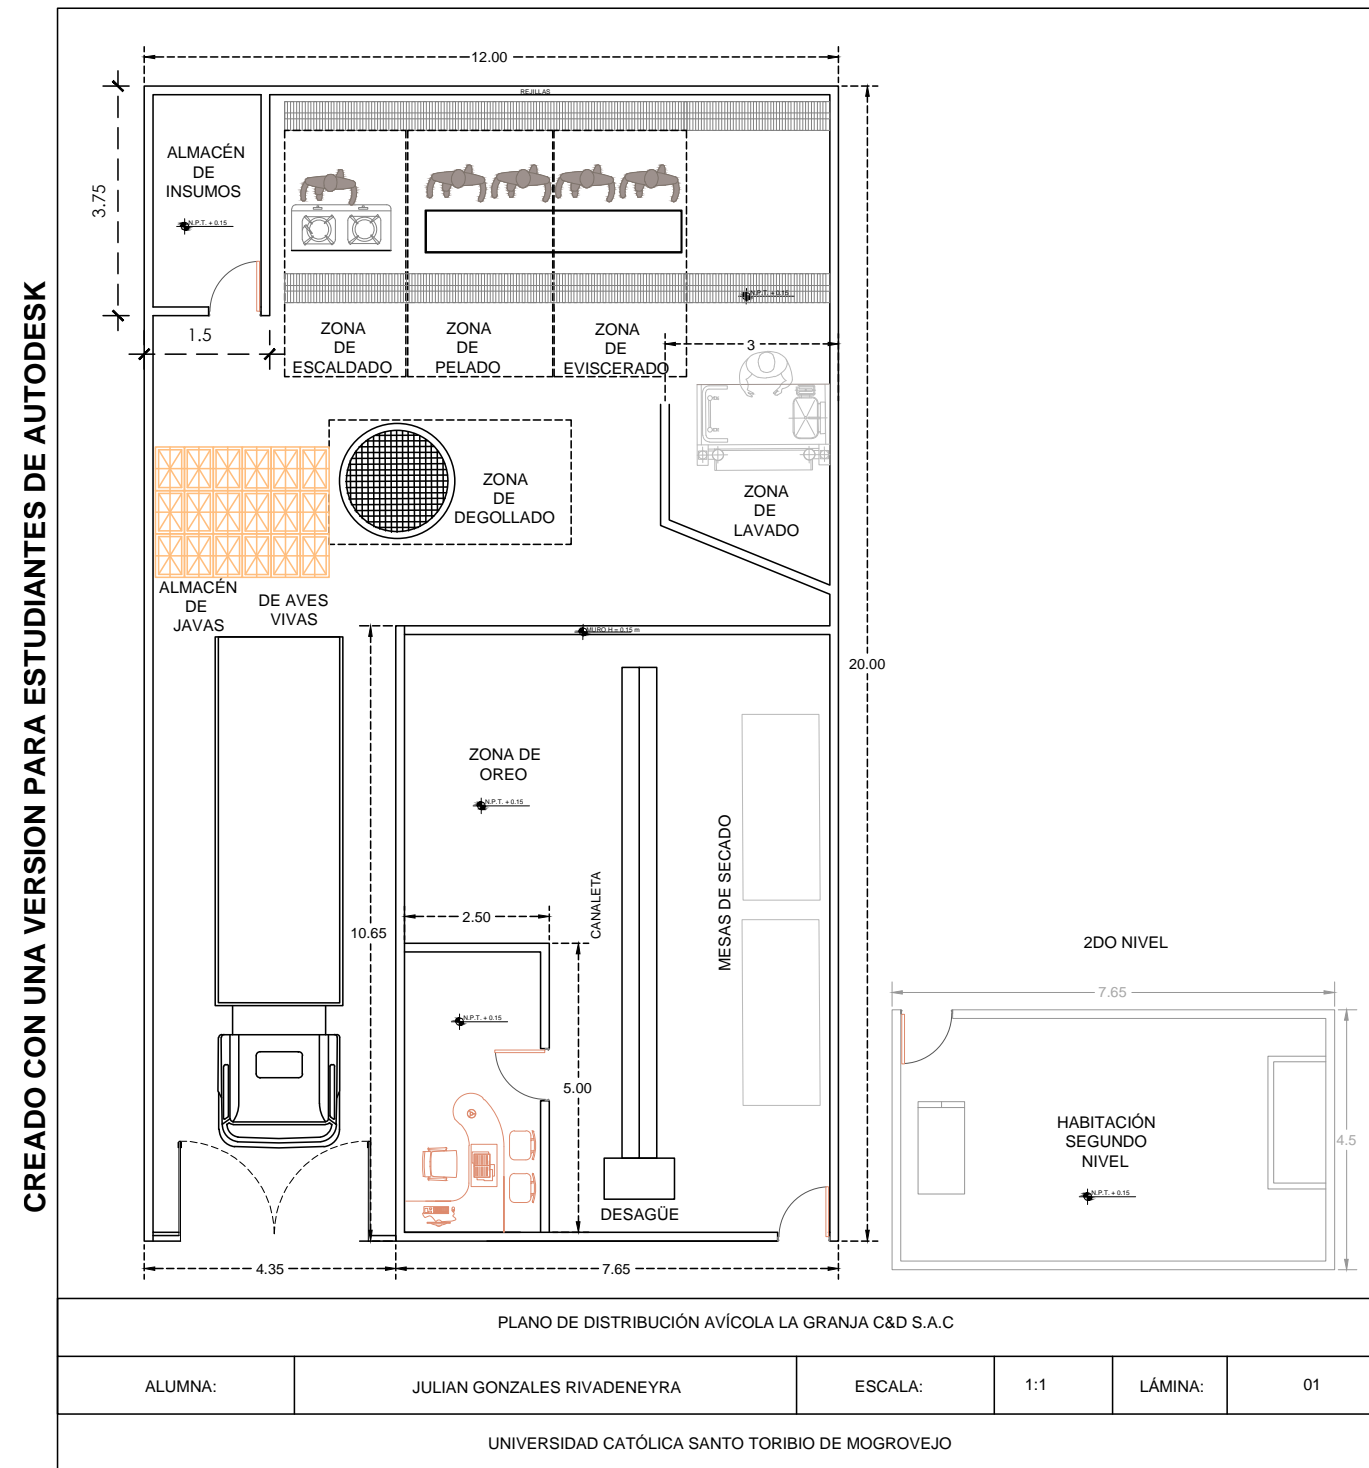 CREADO CON UNA VERSION PARA ESTUDIANTES DE AUTODESK
12.00
REJILLAS
3.75
ALMACÉN
DE
INSUMOS
N.P.T. + 0.15
1.5
N.P.T. + 0.15
ZONA
DE
ESCALDADO
ZONA
DE
PELADO
ZONA
DE
EVISCERADO
3
ZONA
DE
DEGOLLADO
ZONA
DE
LAVADO
ALMACÉN
DE
JAVAS
DE AVES
VIVAS
MURO H = 0.15 m
20.00
ZONA DE
OREO
N.P.T. + 0.15
MESAS DE SECADO
CANALETA
2.50
10.65
N.P.T. + 0.15
5.00
DESAGÜE
4.35
7.65
2DO NIVEL
7.65
HABITACIÓN
SEGUNDO
NIVEL
N.P.T. + 0.15
4.5
PLANO DE DISTRIBUCIÓN AVÍCOLA LA GRANJA C&D S.A.C
ALUMNA:
JULIAN GONZALES RIVADENEYRA
ESCALA:
1:1
LÁMINA:
01
UNIVERSIDAD CATÓLICA SANTO TORIBIO DE MOGROVEJO